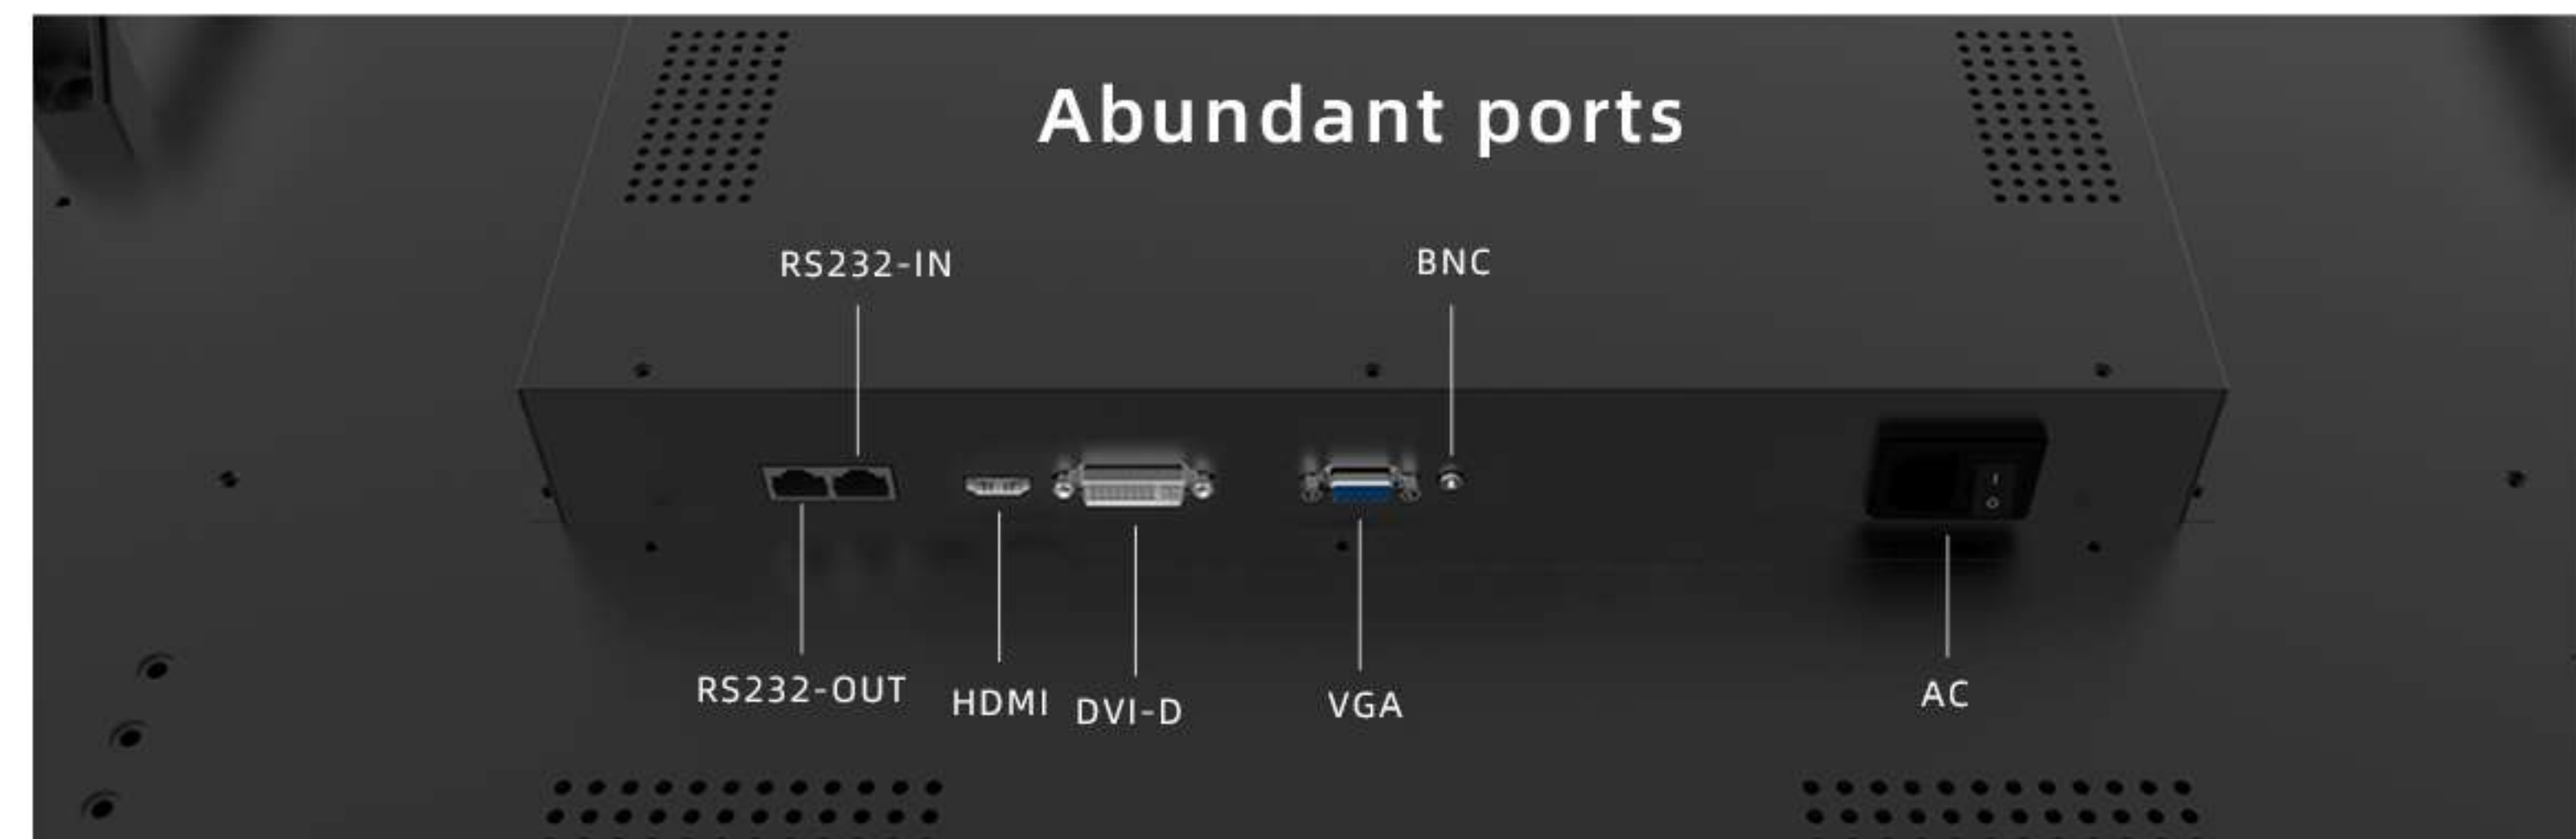 Abundant ports
RS232-IN
BNC
RS232-OUT
HDMI
DVI-D
VGA
AC